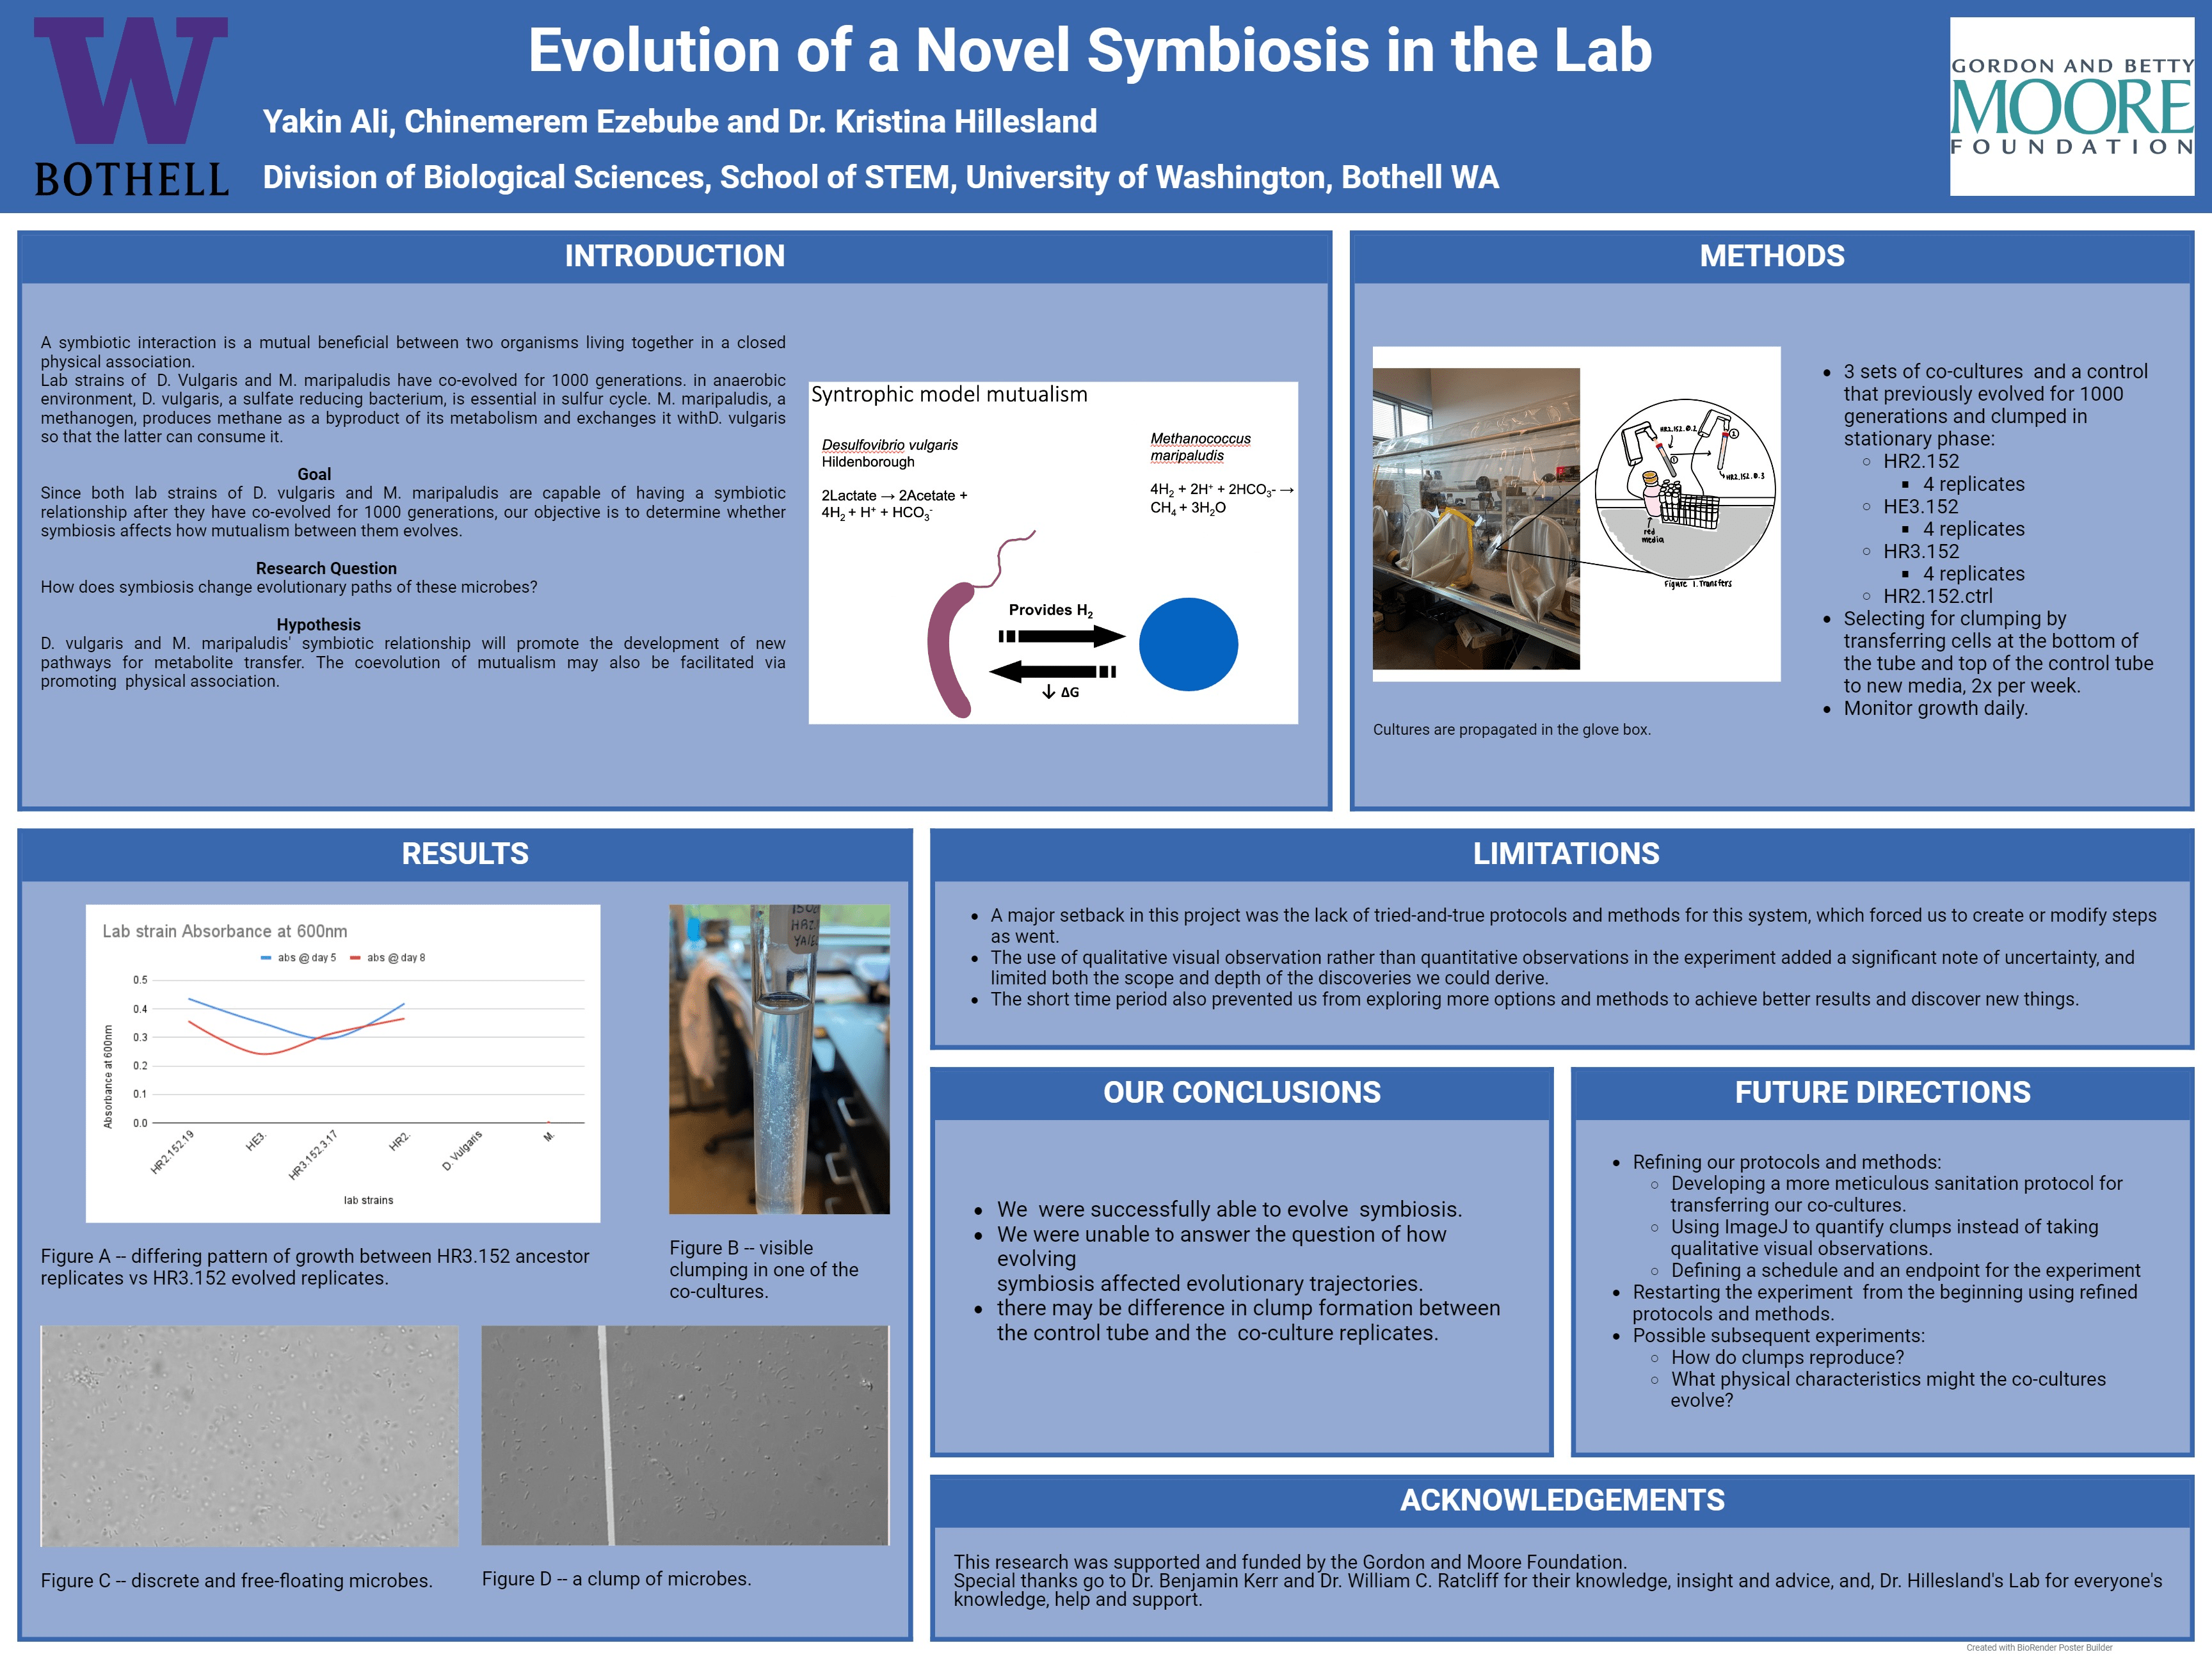 W
BOTHELL
Evolution of a Novel Symbiosis in the Lab
Yakin Ali, Chinemerem Ezebube and Dr. Kristina Hillesland
Division of Biological Sciences, School of STEM, University of Washington, Bothell WA
GORDON AND BETTY
MOORE
FOUNDATION
INTRODUCTION
A symbiotic interaction is a mutual beneficial between two organisms living together in a closed
physical association.
Lab strains of D. Vulgaris and M. maripaludis have co-evolved for 1000 generations. in anaerobic
environment, D. vulgaris, a sulfate reducing bacterium, is essential in sulfur cycle. M. maripaludis, a
methanogen, produces methane as a byproduct of its metabolism and exchanges it withD. vulgaris
so that the latter can consume it.
Goal
Since both lab strains of D. vulgaris and M. maripaludis are capable of having a symbiotic
relationship after they have co-evolved for 1000 generations, our objective is to determine whether
symbiosis affects how mutualism between them evolves.
Research Question
How does symbiosis change evolutionary paths of these microbes?
Hypothesis
D. vulgaris and M. maripaludis' symbiotic relationship will promote the development of new
pathways for metabolite transfer. The coevolution of mutualism may also be facilitated via
promoting physical association.
Syntrophic model mutualism
Desulfovibrio vulgaris
Hildenborough
2Lactate → 2Acetate +
4H₂ + H⁺ + HCO₃⁻
Methanococcus
maripaludis
4H₂ + 2H⁺ + 2HCO₃- →
CH₄ + 3H₂O
Provides H₂
↓ ΔG
METHODS
HR2.152.0.2
1
1
HR2.152.0.3
red
media
Figure 1. Transfers
Cultures are propagated in the glove box.
• 3 sets of co-cultures and a control
that previously evolved for 1000
generations and clumped in
stationary phase:
○ HR2.152
▪ 4 replicates
○ HE3.152
▪ 4 replicates
○ HR3.152
▪ 4 replicates
○ HR2.152.ctrl
• Selecting for clumping by
transferring cells at the bottom of
the tube and top of the control tube
to new media, 2x per week.
• Monitor growth daily.
RESULTS
Lab strain Absorbance at 600nm
abs @ day 5 abs @ day 8
Absorbance at 600nm
0.5
0.4
0.3
0.2
0.1
0.0
HR2.152.19 HE3. HR3.152.3.17 HR2. D. Vulgaris M.
lab strains
Figure A -- differing pattern of growth between HR3.152 ancestor
replicates vs HR3.152 evolved replicates.
Figure B -- visible
clumping in one of the
co-cultures.
Figure C -- discrete and free-floating microbes.
Figure D -- a clump of microbes.
LIMITATIONS
• A major setback in this project was the lack of tried-and-true protocols and methods for this system, which forced us to create or modify steps
as went.
• The use of qualitative visual observation rather than quantitative observations in the experiment added a significant note of uncertainty, and
limited both the scope and depth of the discoveries we could derive.
• The short time period also prevented us from exploring more options and methods to achieve better results and discover new things.
OUR CONCLUSIONS
• We were successfully able to evolve symbiosis.
• We were unable to answer the question of how
evolving
symbiosis affected evolutionary trajectories.
• there may be difference in clump formation between
the control tube and the co-culture replicates.
FUTURE DIRECTIONS
• Refining our protocols and methods:
○ Developing a more meticulous sanitation protocol for
transferring our co-cultures.
○ Using ImageJ to quantify clumps instead of taking
qualitative visual observations.
○ Defining a schedule and an endpoint for the experiment
• Restarting the experiment from the beginning using refined
protocols and methods.
• Possible subsequent experiments:
○ How do clumps reproduce?
○ What physical characteristics might the co-cultures
evolve?
ACKNOWLEDGEMENTS
This research was supported and funded by the Gordon and Moore Foundation.
Special thanks go to Dr. Benjamin Kerr and Dr. William C. Ratcliff for their knowledge, insight and advice, and, Dr. Hillesland's Lab for everyone's
knowledge, help and support.
Created with BioRender Poster Builder